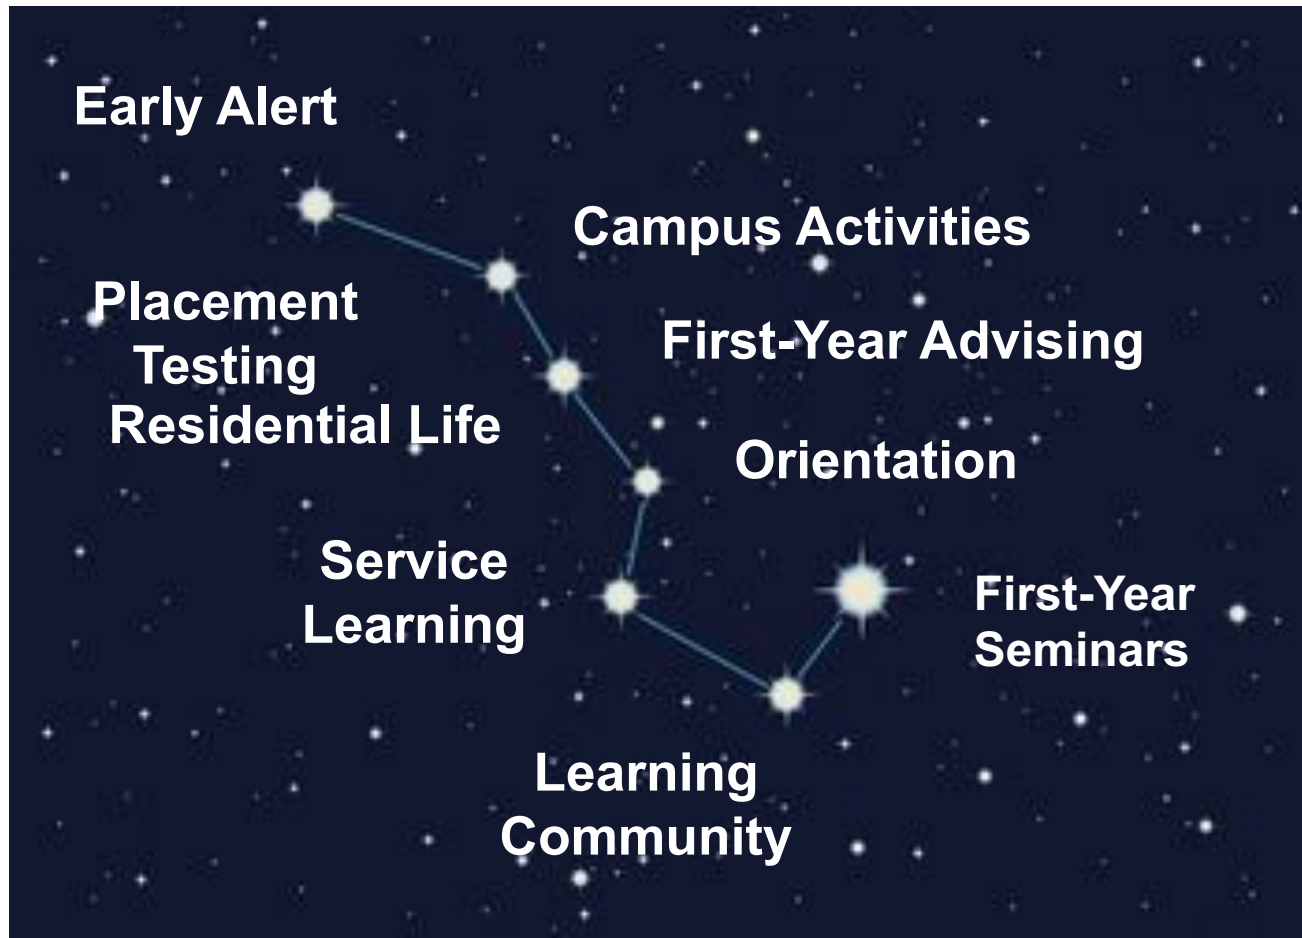 Early Alert
Campus Activities
Placement
Testing
First-Year Advising
Residential Life
Orientation
Service
Learning
First-Year
Seminars
Learning
Community